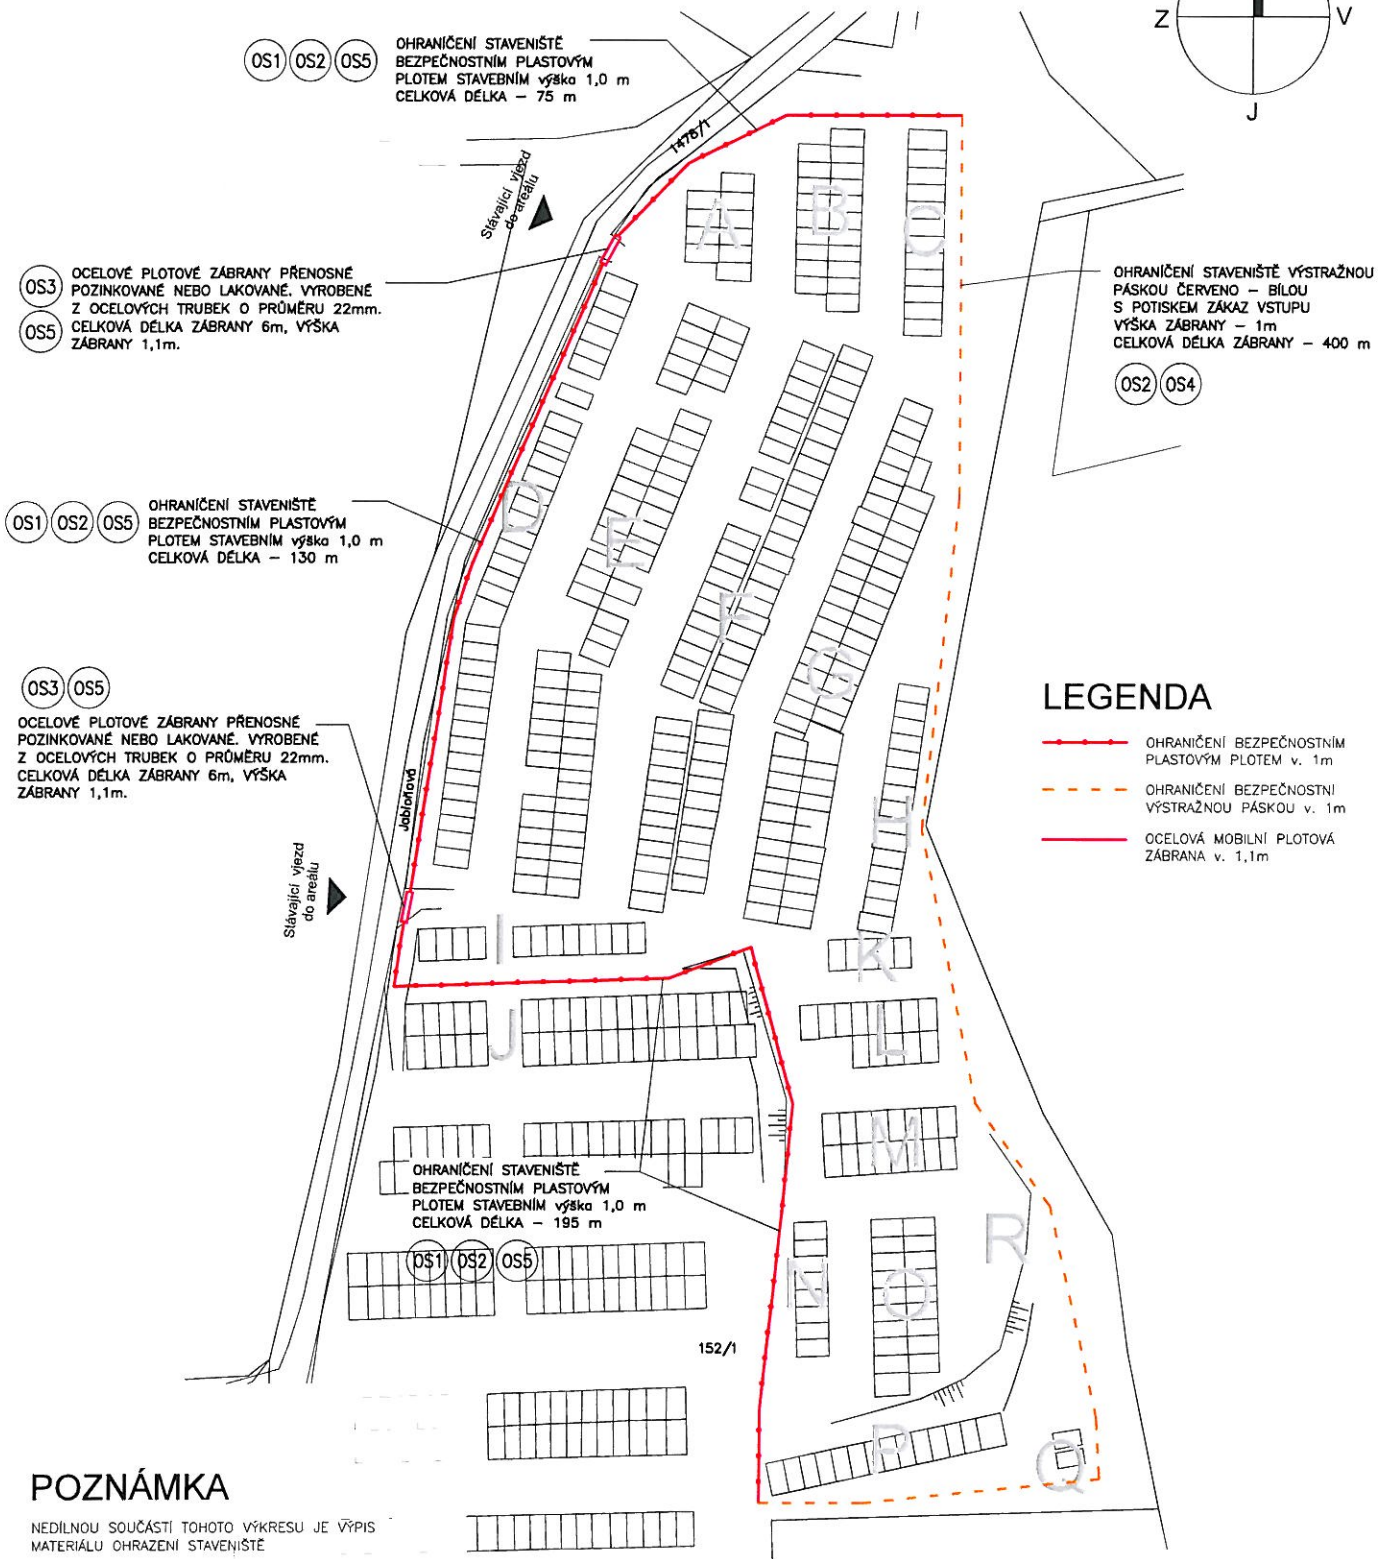 Z
V
J
OS1 OS2 OS5
OHRANIČENÍ STAVENIŠTĚ
BEZPEČNOSTNÍM PLASTOVÝM
PLOTEM STAVEBNÍM výška 1,0 m
CELKOVÁ DÉLKA – 75 m
1478/1
Stávající vjezd
do areálu
OS3
OS5
OCELOVÉ PLOTOVÉ ZÁBRANY PŘENOSNÉ
POZINKOVANÉ NEBO LAKOVANÉ. VYROBENÉ
Z OCELOVÝCH TRUBEK O PRŮMĚRU 22mm.
CELKOVÁ DÉLKA ZÁBRANY 6m, VÝŠKA
ZÁBRANY 1,1m.
OHRANIČENÍ STAVENIŠTĚ VÝSTRAŽNOU
PÁSKOU ČERVENO – BÍLOU
S POTISKEM ZÁKAZ VSTUPU
VÝŠKA ZÁBRANY – 1m
CELKOVÁ DÉLKA ZÁBRANY – 400 m
OS2 OS4
A
B
C
OS1 OS2 OS5
OHRANIČENÍ STAVENIŠTĚ
BEZPEČNOSTNÍM PLASTOVÝM
PLOTEM STAVEBNÍM výška 1,0 m
CELKOVÁ DÉLKA – 130 m
D
E
F
G
H
OS3 OS5
OCELOVÉ PLOTOVÉ ZÁBRANY PŘENOSNÉ
POZINKOVANÉ NEBO LAKOVANÉ. VYROBENÉ
Z OCELOVÝCH TRUBEK O PRŮMĚRU 22mm.
CELKOVÁ DÉLKA ZÁBRANY 6m, VÝŠKA
ZÁBRANY 1,1m.
Jabloňová
Stávající vjezd
do areálu
LEGENDA
OHRANIČENÍ BEZPEČNOSTNÍM
PLASTOVÝM PLOTEM v. 1m
OHRANIČENÍ BEZPEČNOSTNI
VÝSTRAŽNOU PÁSKOU v. 1m
OCELOVÁ MOBILNÍ PLOTOVÁ
ZÁBRANA v. 1,1m
I
J
K
L
M
N
O
R
P
Q
OHRANIČENÍ STAVENIŠTĚ
BEZPEČNOSTNÍM PLASTOVÝM
PLOTEM STAVEBNÍM výška 1,0 m
CELKOVÁ DÉLKA – 195 m
OS1 OS2 OS5
152/1
POZNÁMKA
NEDÍLNOU SOUČÁSTÍ TOHOTO VÝKRESU JE VÝPIS
MATERIÁLU OHRAZENÍ STAVENIŠTĚ